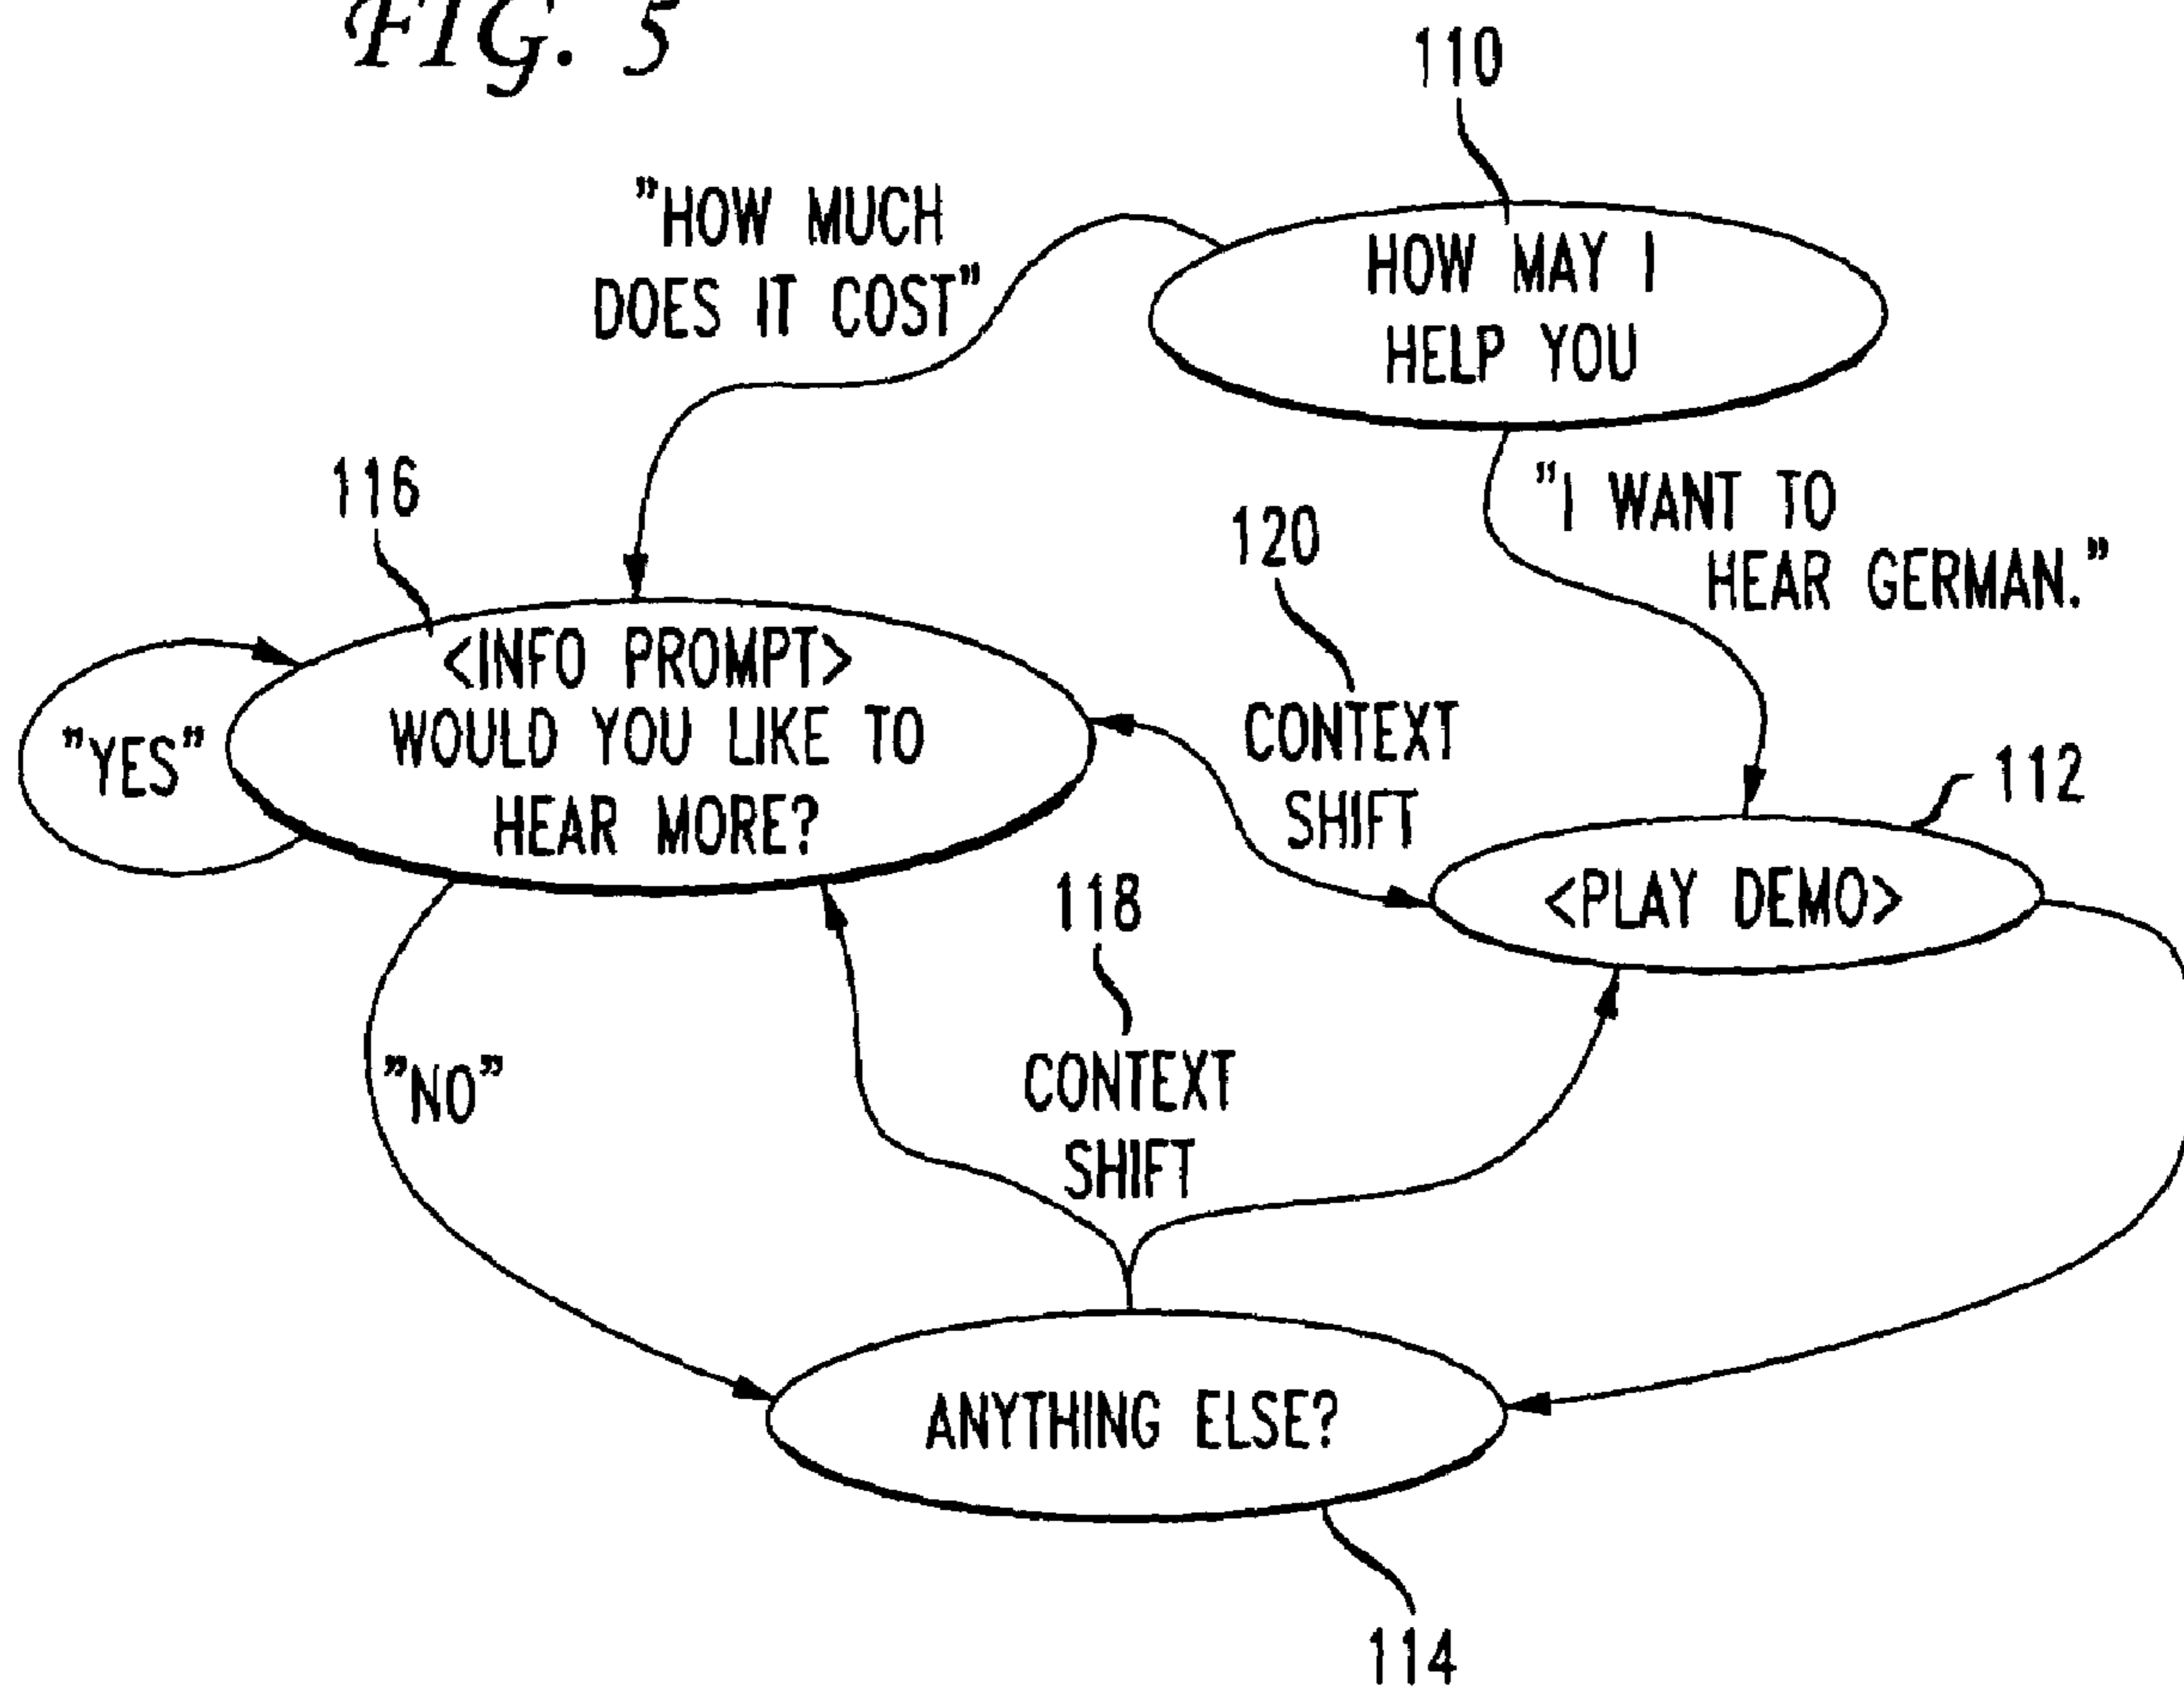 FIG. 5
110
"HOW MUCH
DOES IT COST"
HOW MAY I
HELP YOU
116
120
"I WANT TO
HEAR GERMAN."
<INFO PROMPT>
WOULD YOU LIKE TO
HEAR MORE?
"YES"
CONTEXT
SHIFT
112
118
<PLAY DEMO>
"NO"
CONTEXT
SHIFT
ANYTHING ELSE?
114